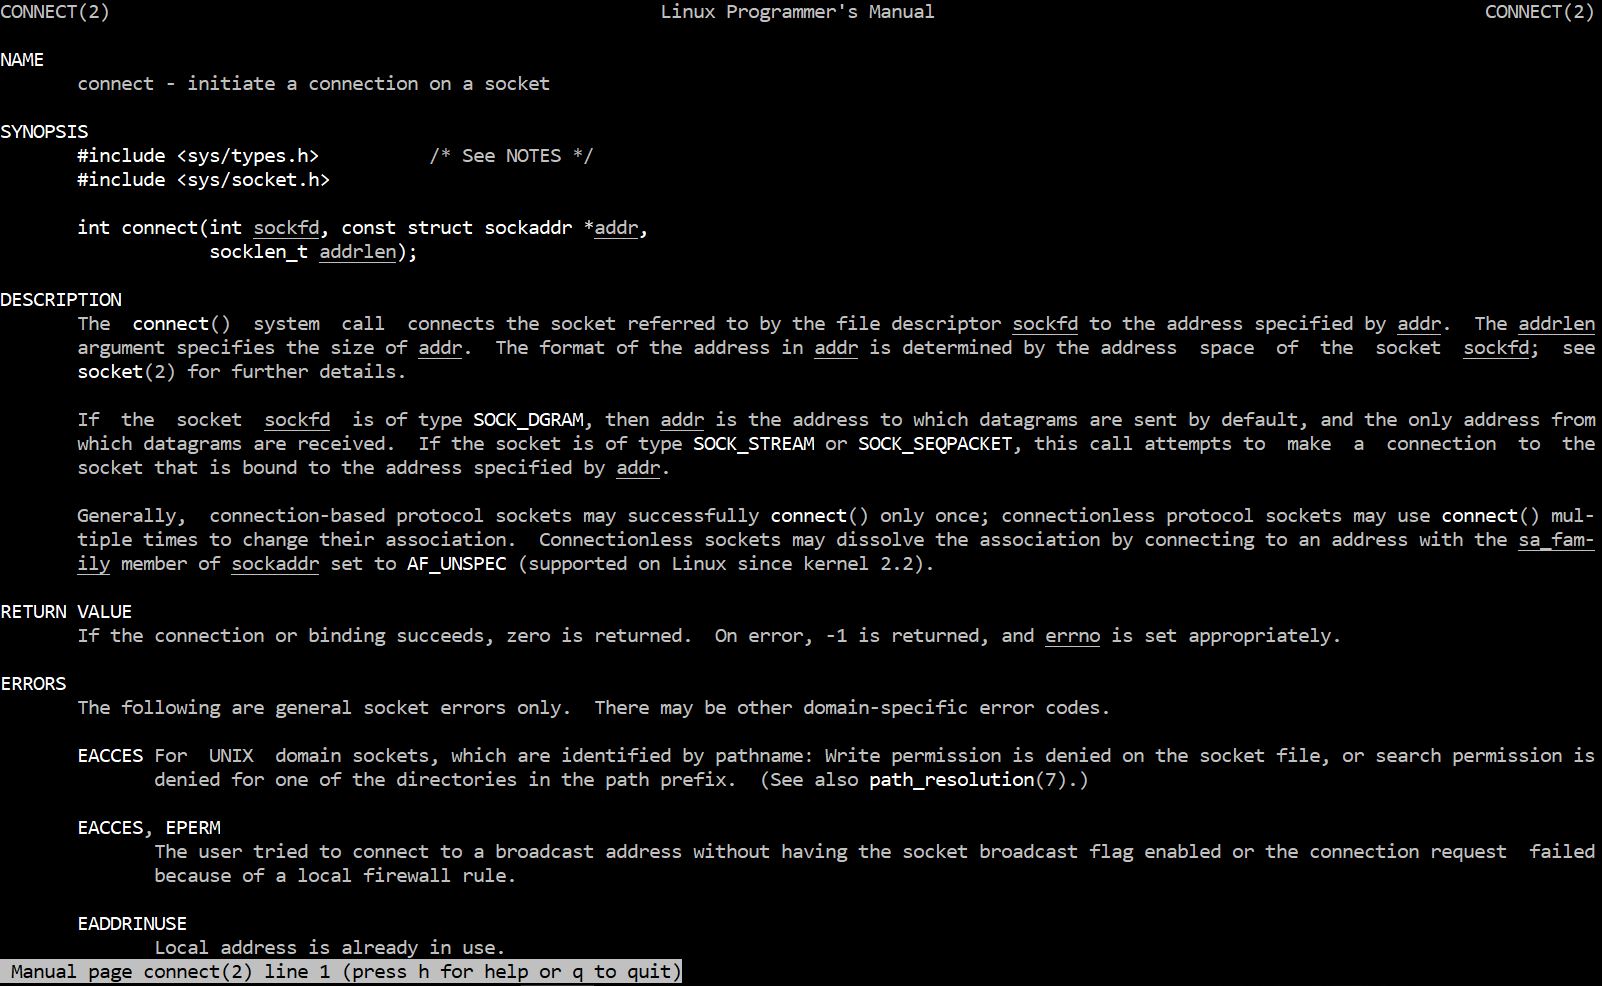 CONNECT(2)                                                  Linux Programmer's Manual                                                  CONNECT(2)

NAME
       connect - initiate a connection on a socket

SYNOPSIS
       #include <sys/types.h>          /* See NOTES */
       #include <sys/socket.h>

       int connect(int sockfd, const struct sockaddr *addr,
                   socklen_t addrlen);

DESCRIPTION
       The  connect()  system  call  connects the socket referred to by the file descriptor sockfd to the address specified by addr.  The addrlen
       argument specifies the size of addr.  The format of the address in addr is determined by the address  space  of  the  socket  sockfd;  see
       socket(2) for further details.

       If  the  socket  sockfd  is of type SOCK_DGRAM, then addr is the address to which datagrams are sent by default, and the only address from
       which datagrams are received.  If the socket is of type SOCK_STREAM or SOCK_SEQPACKET, this call attempts to  make  a  connection  to  the
       socket that is bound to the address specified by addr.

       Generally,  connection-based protocol sockets may successfully connect() only once; connectionless protocol sockets may use connect() mul-
       tiple times to change their association.  Connectionless sockets may dissolve the association by connecting to an address with the sa_fam-
       ily member of sockaddr set to AF_UNSPEC (supported on Linux since kernel 2.2).

RETURN VALUE
       If the connection or binding succeeds, zero is returned.  On error, -1 is returned, and errno is set appropriately.

ERRORS
       The following are general socket errors only.  There may be other domain-specific error codes.

       EACCES For  UNIX  domain sockets, which are identified by pathname: Write permission is denied on the socket file, or search permission is
              denied for one of the directories in the path prefix.  (See also path_resolution(7).)

       EACCES, EPERM
              The user tried to connect to a broadcast address without having the socket broadcast flag enabled or the connection request  failed
              because of a local firewall rule.

       EADDRINUSE
              Local address is already in use.
 Manual page connect(2) line 1 (press h for help or q to quit)